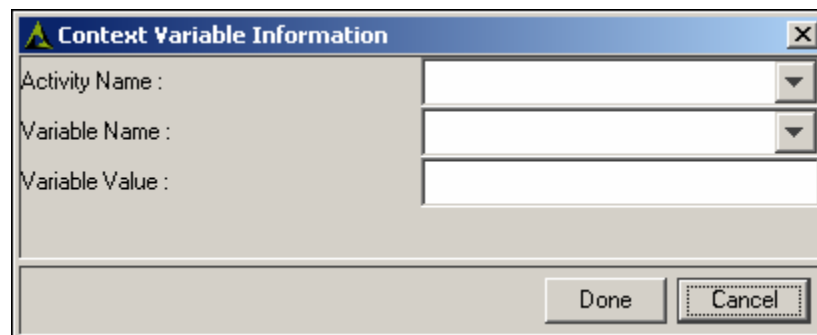 Context Variable Information
Activity Name :
Variable Name :
Variable Value :
Done Cancel